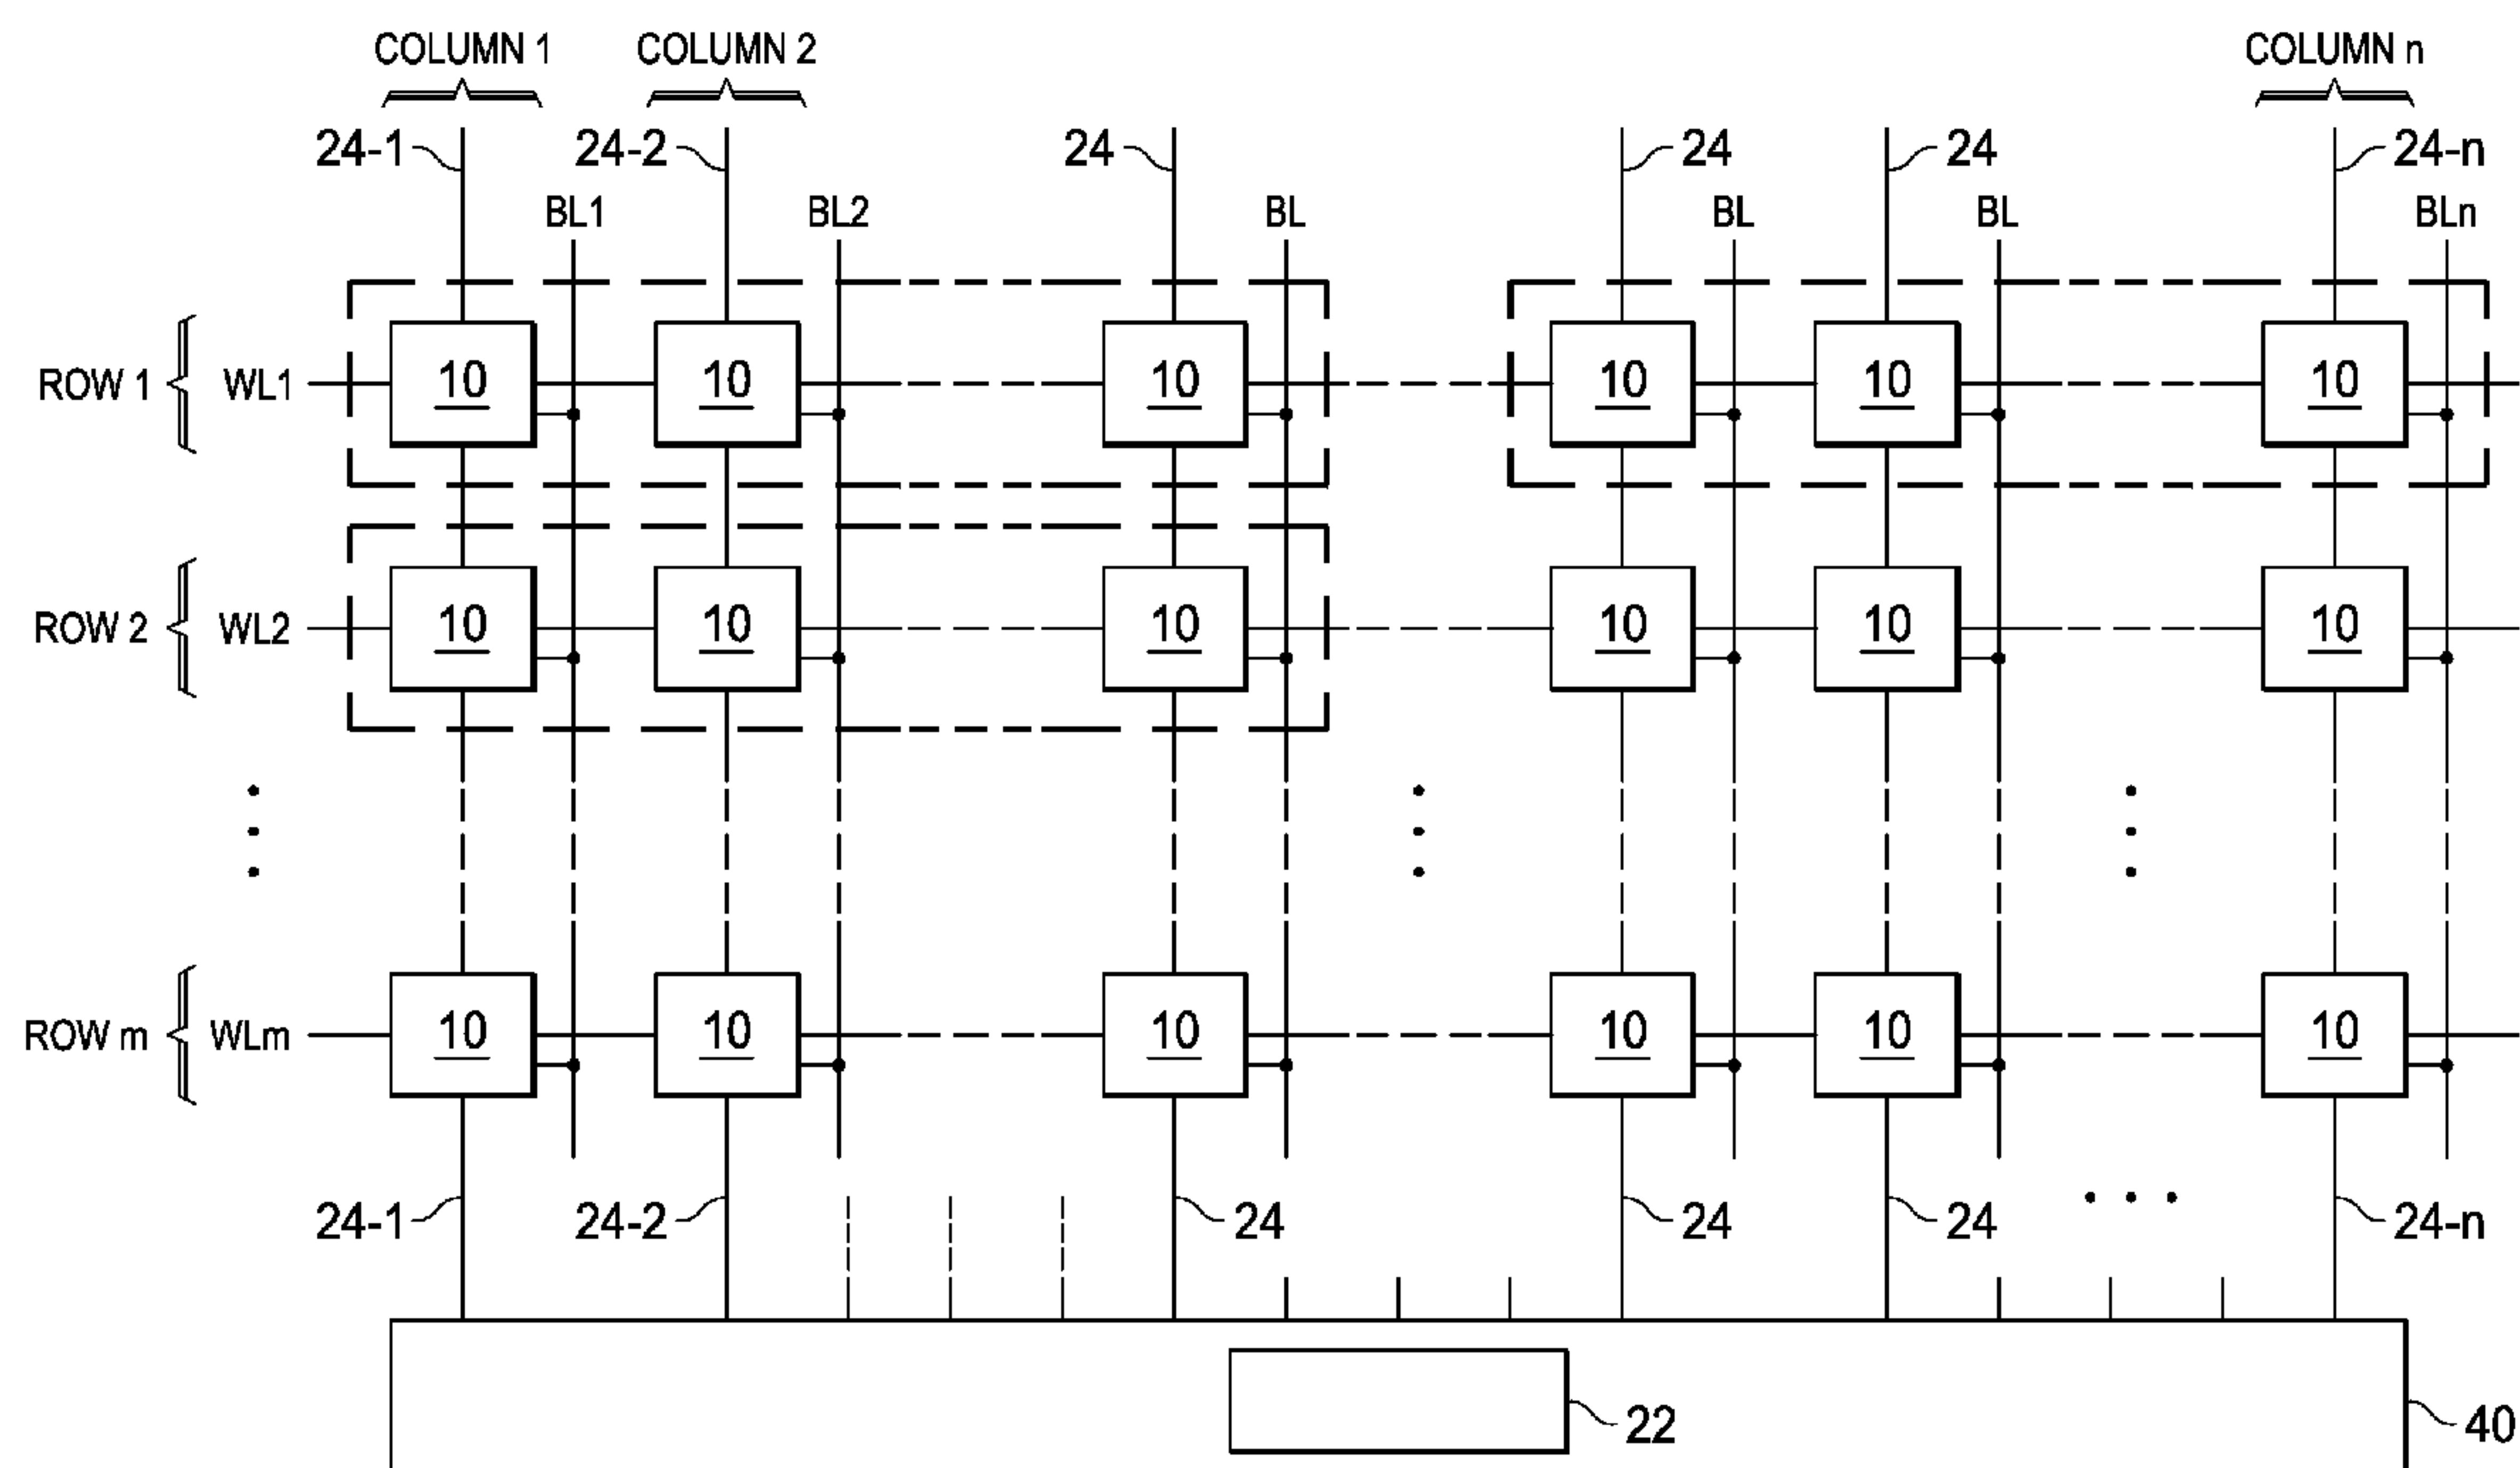 COLUMN 1 COLUMN 2 COLUMN n
24-1 24-2 24 24 24 24-n
BL1 BL2 BL BL BL BLn
ROW 1 WL1 10 10 10 10 10 10
ROW 2 WL2 10 10 10 10 10 10
ROW m WLm 10 10 10 10 10 10
24-1 24-2 24 24 24 24-n
22 40